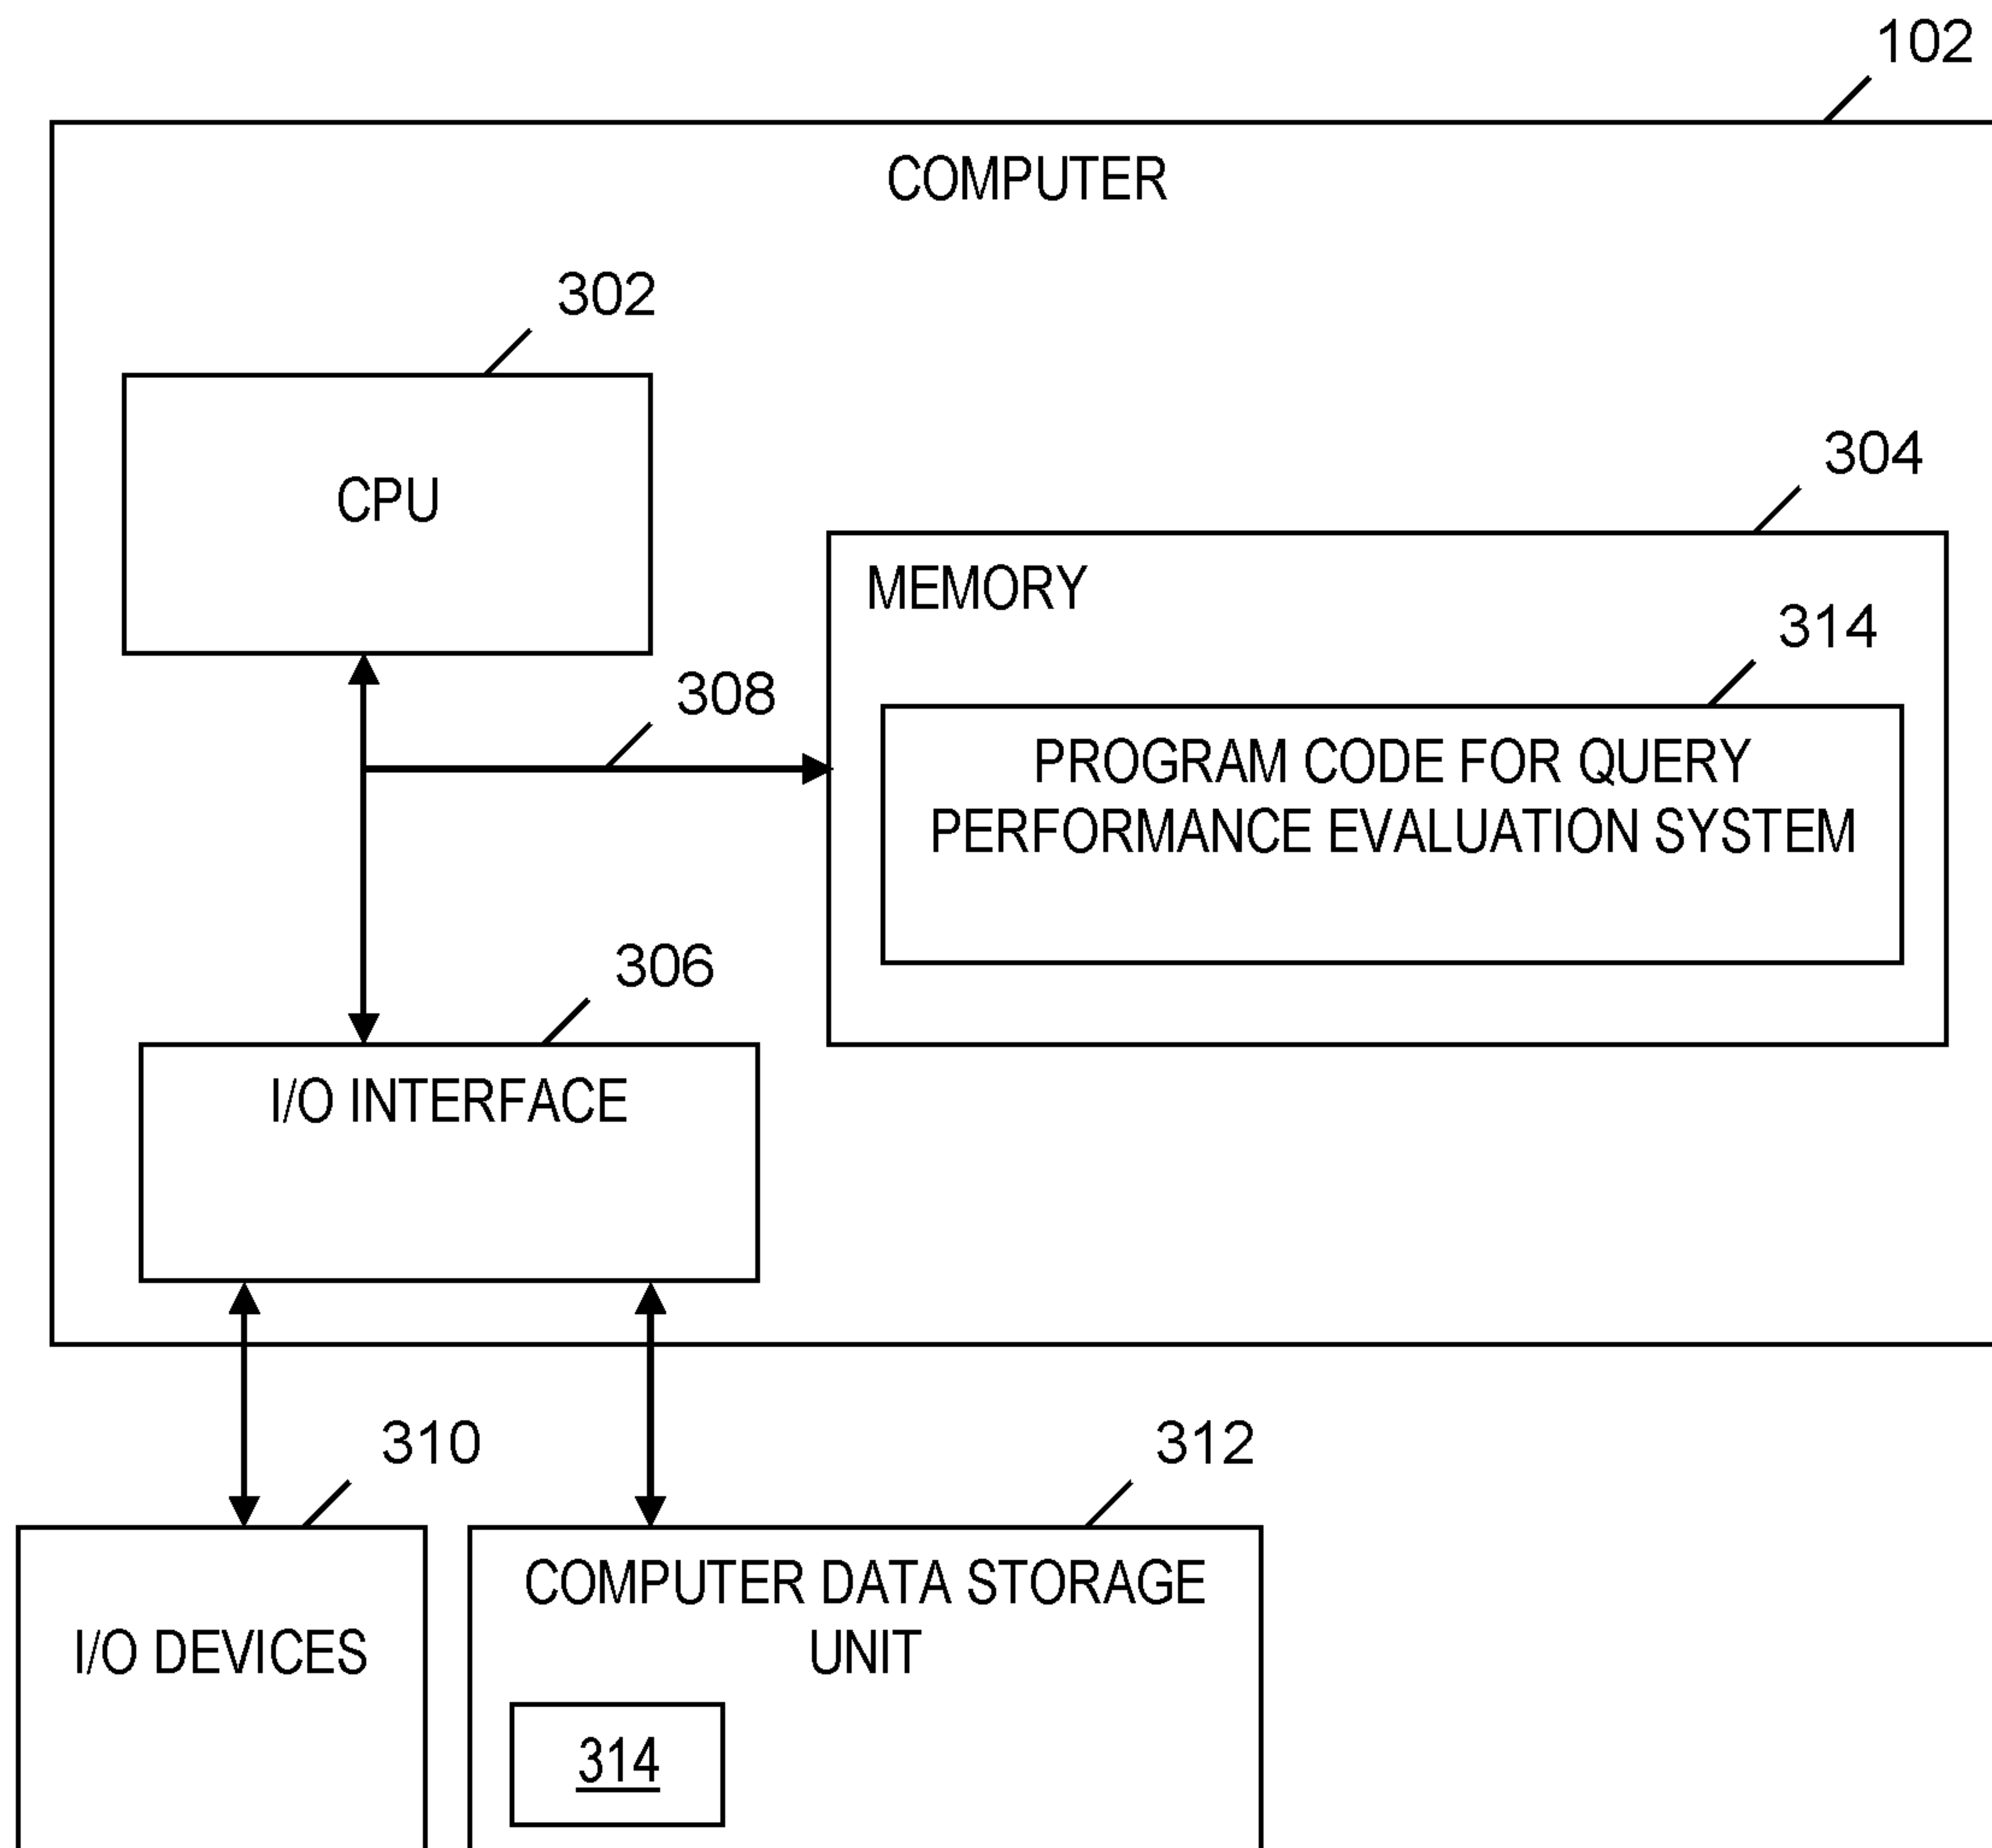 102
COMPUTER
302
CPU
304
MEMORY
314
308
PROGRAM CODE FOR QUERY
PERFORMANCE EVALUATION SYSTEM
306
I/O INTERFACE
310
312
I/O DEVICES
COMPUTER DATA STORAGE
UNIT
314